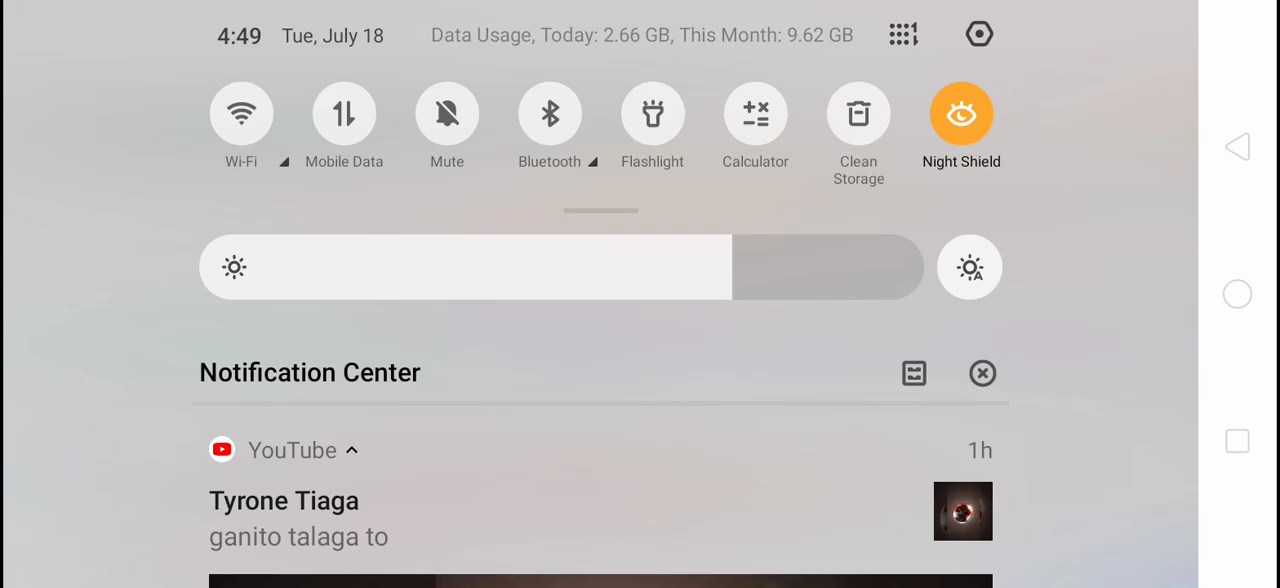 4:49 Tue, July 18 Data Usage, Today: 2.66 GB, This Month: 9.62 GB
Wi-Fi Mobile Data Mute Bluetooth Flashlight Calculator Clean Storage Night Shield
Notification Center
YouTube 1h
Tyrone Tiaga
ganito talaga to